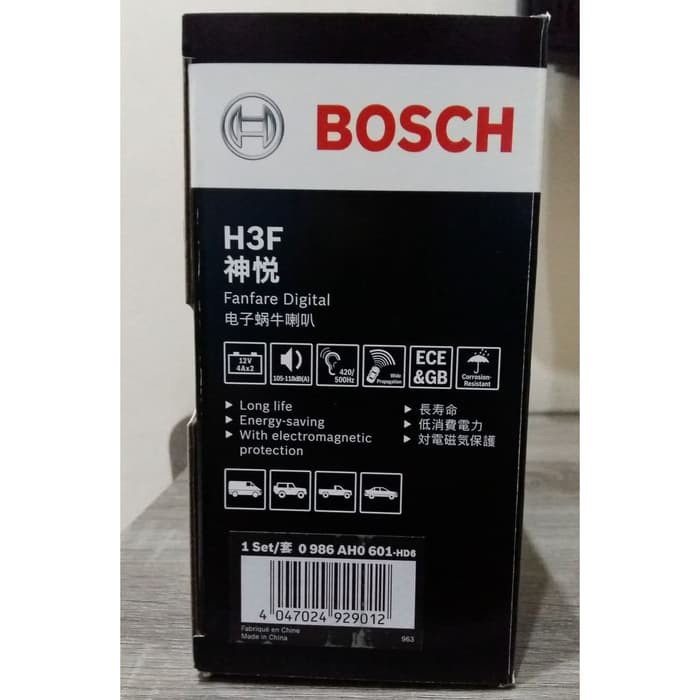 BOSCH
H3F
神悦
Fanfare Digital
电子蜗牛喇叭
12V
4Ax2
105-118dB(A)
420/
500Hz
Wide
Propagation
ECE
&GB
Corrosion-
Resistant
Long life
Energy-saving
With electromagnetic
protection
長寿命
低消費電力
対電磁気保護
1 Set/套 0 986 AH0 601-HD6
4 047024 929012
Fabriqué en Chine
Made in China
963